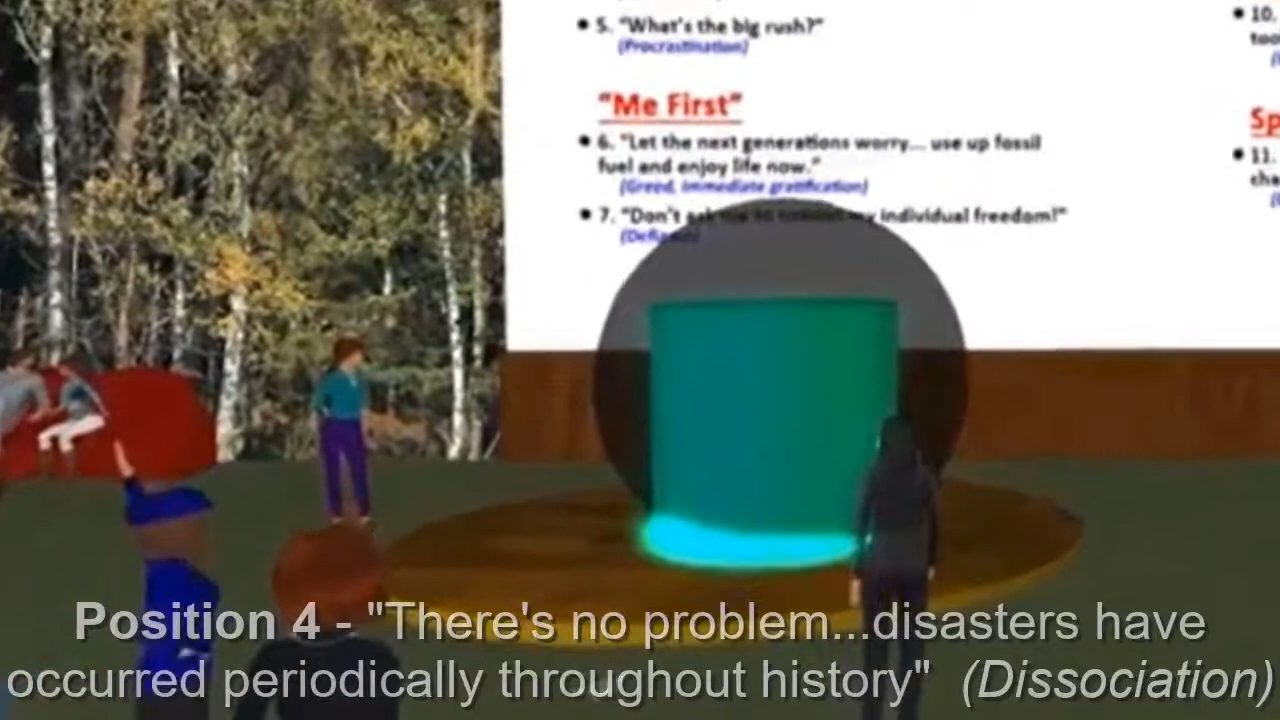 • 5. "What's the big rush?"
(Procrastination)
"Me First"
• 6. "Let the next generations worry... use up fossil
fuel and enjoy life now."
(Greed, immediate gratification)
• 7. "Don't individual freedom!"
• 10.
Sp
• 11.
Position 4 - "There's no problem...disasters have
occurred periodically throughout history" (Dissociation)